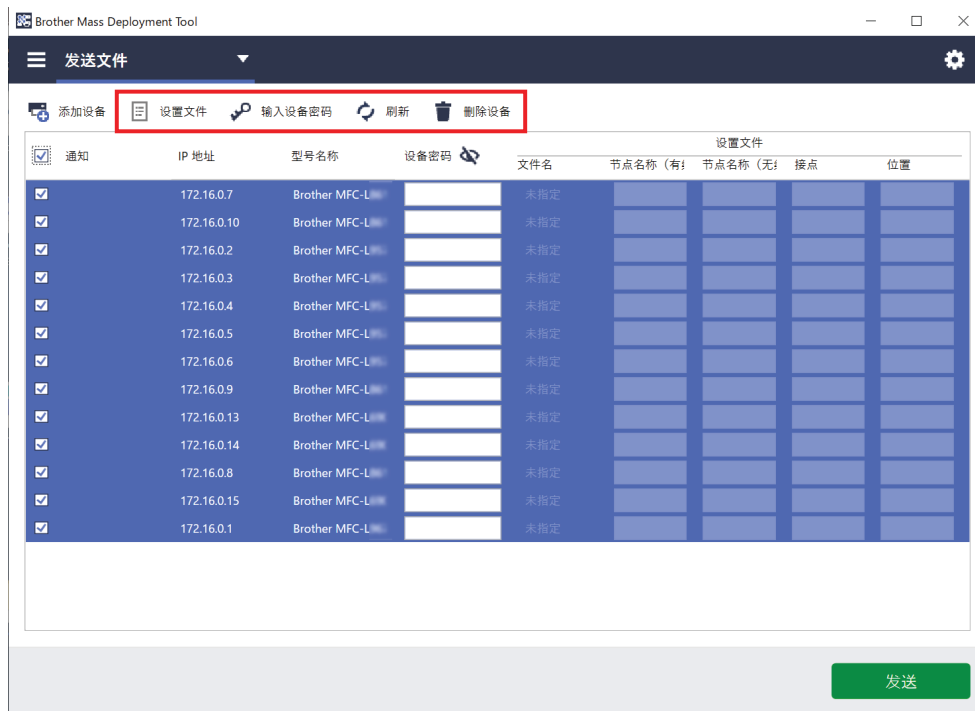 Brother Mass Deployment Tool
发送文件
添加设备 设置文件 输入设备密码 刷新 删除设备
设置文件
通知 IP 地址 型号名称 设备密码 文件名 节点名称（有 节点名称（无 接点 位置
172.16.0.7 Brother MFC-L 未指定
172.16.0.10 Brother MFC-L 未指定
172.16.0.2 Brother MFC-L 未指定
172.16.0.3 Brother MFC-L 未指定
172.16.0.4 Brother MFC-L 未指定
172.16.0.5 Brother MFC-L 未指定
172.16.0.6 Brother MFC-L 未指定
172.16.0.9 Brother MFC-L 未指定
172.16.0.13 Brother MFC-L 未指定
172.16.0.14 Brother MFC-L 未指定
172.16.0.8 Brother MFC-L 未指定
172.16.0.15 Brother MFC-L 未指定
172.16.0.1 Brother MFC-L 未指定
发送